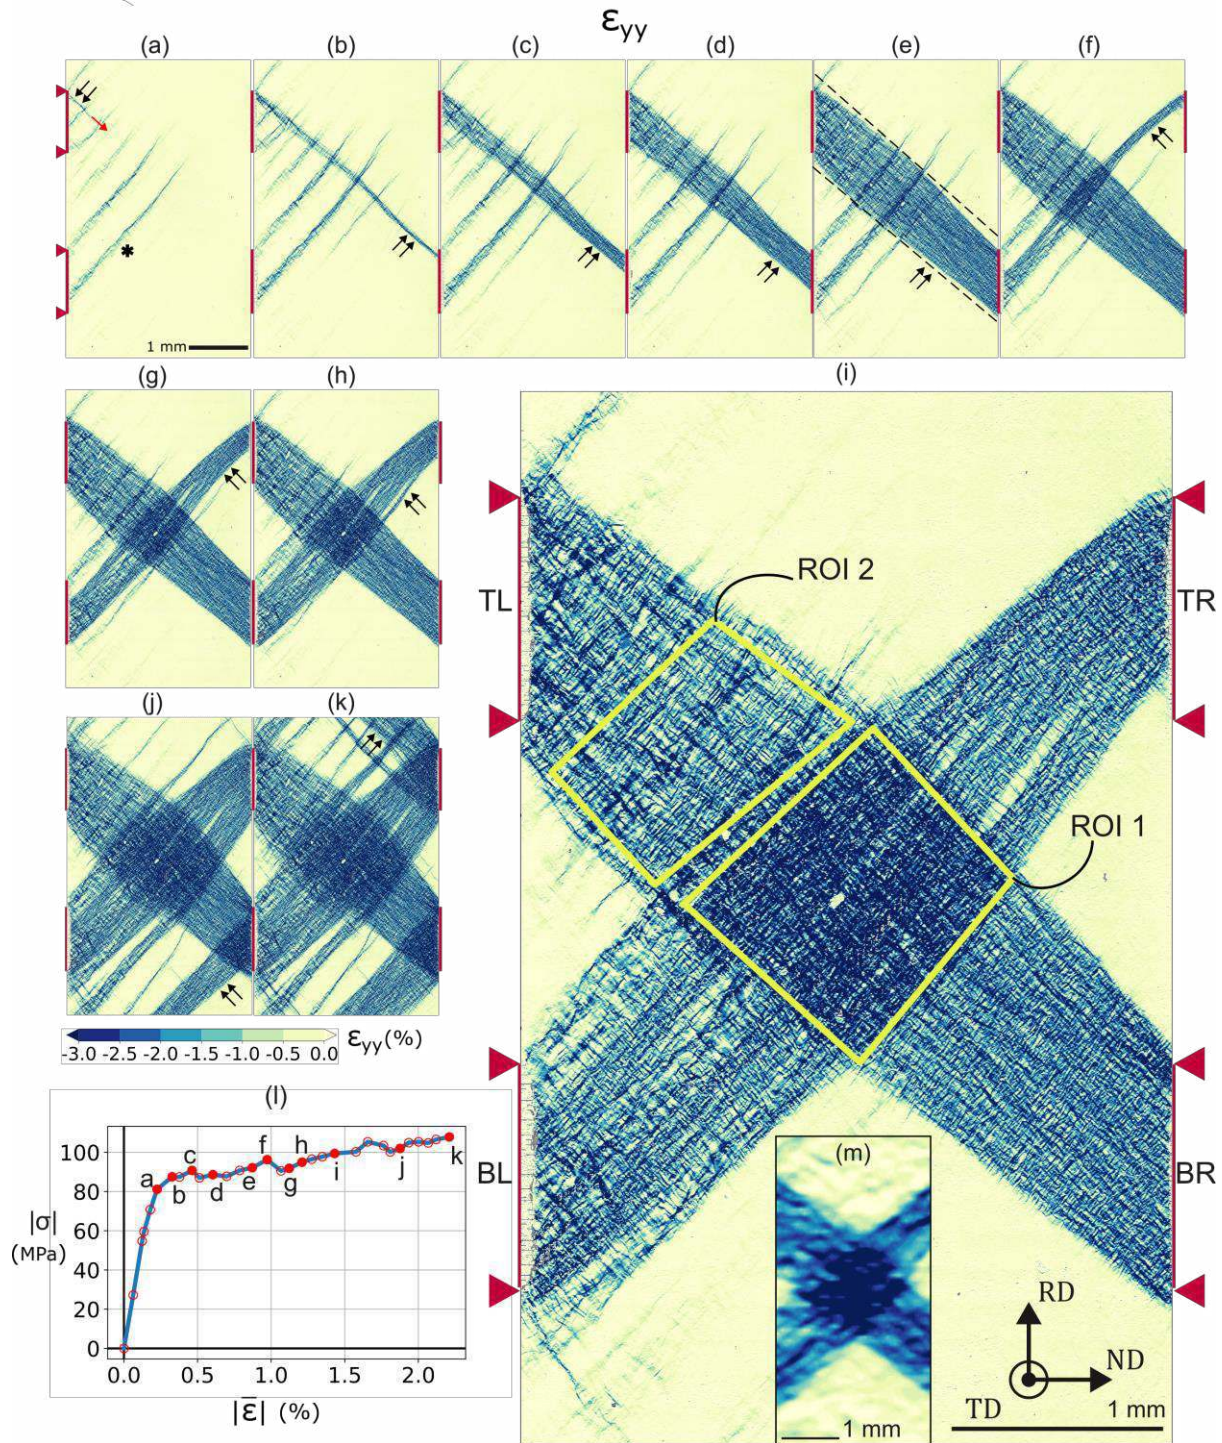 εyy
(a) (b) (c) (d) (e) (f)
*
1 mm
(g) (h) (i)
ROI 2
TL TR
(j) (k)
ROI 1
-3.0 -2.5 -2.0 -1.5 -1.0 -0.5 0.0 εyy (%)
(l)
100
80
60
40
20
0
|σ|
(MPa)
a b c d e f g h i j k
0.0 0.5 1.0 1.5 2.0
|ε̅| (%)
BL BR
(m)
1 mm
RD
ND
TD
1 mm